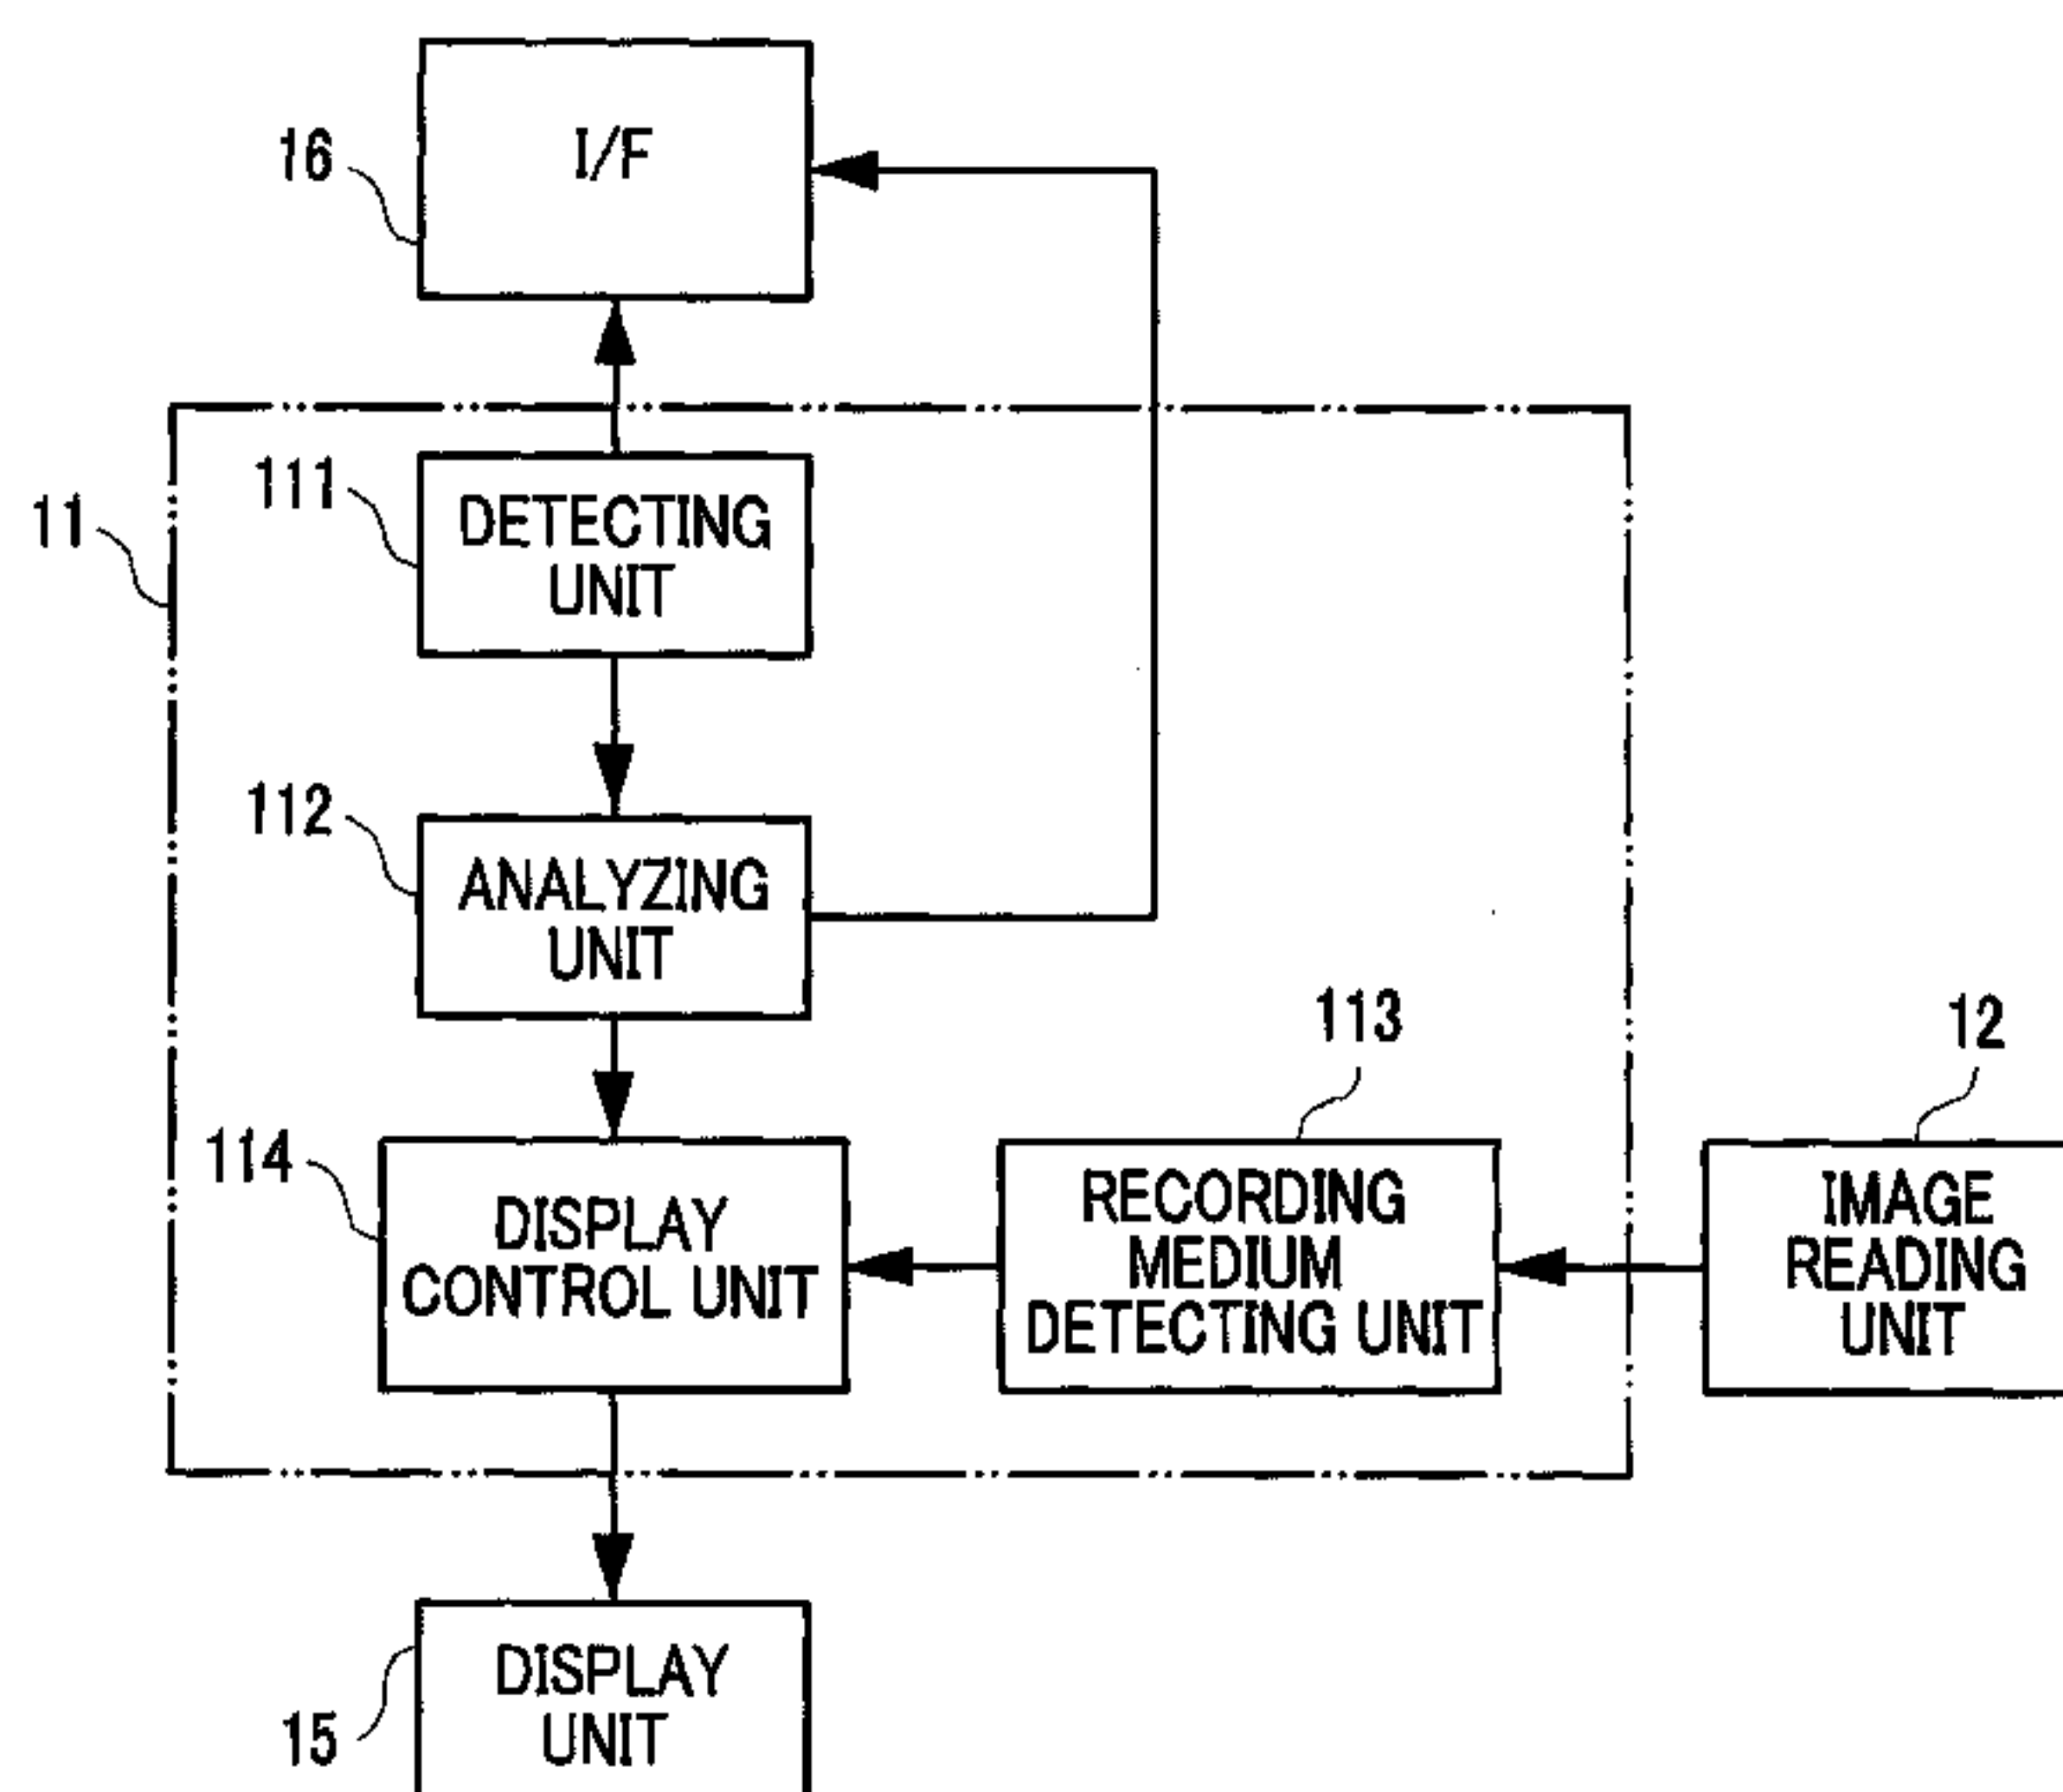 16
I/F
11
111
DETECTING
UNIT
112
ANALYZING
UNIT
113
12
114
DISPLAY
CONTROL UNIT
RECORDING
MEDIUM
DETECTING UNIT
IMAGE
READING
UNIT
15
DISPLAY
UNIT